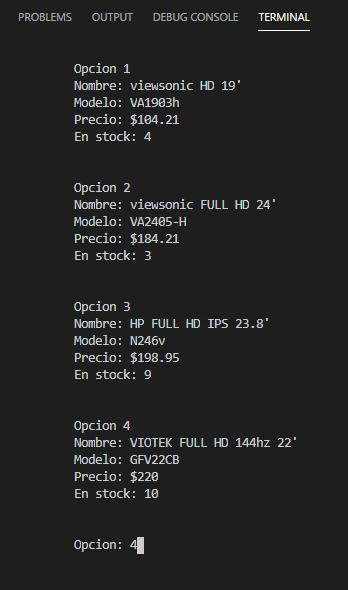 PROBLEMS OUTPUT DEBUG CONSOLE TERMINAL
Opcion 1
Nombre: viewsonic HD 19'
Modelo: VA1903h
Precio: $104.21
En stock: 4
Opcion 2
Nombre: viewsonic FULL HD 24'
Modelo: VA2405-H
Precio: $184.21
En stock: 3
Opcion 3
Nombre: HP FULL HD IPS 23.8'
Modelo: N246v
Precio: $198.95
En stock: 9
Opcion 4
Nombre: VIOTEK FULL HD 144hz 22'
Modelo: GFV22CB
Precio: $220
En stock: 10
Opcion: 4